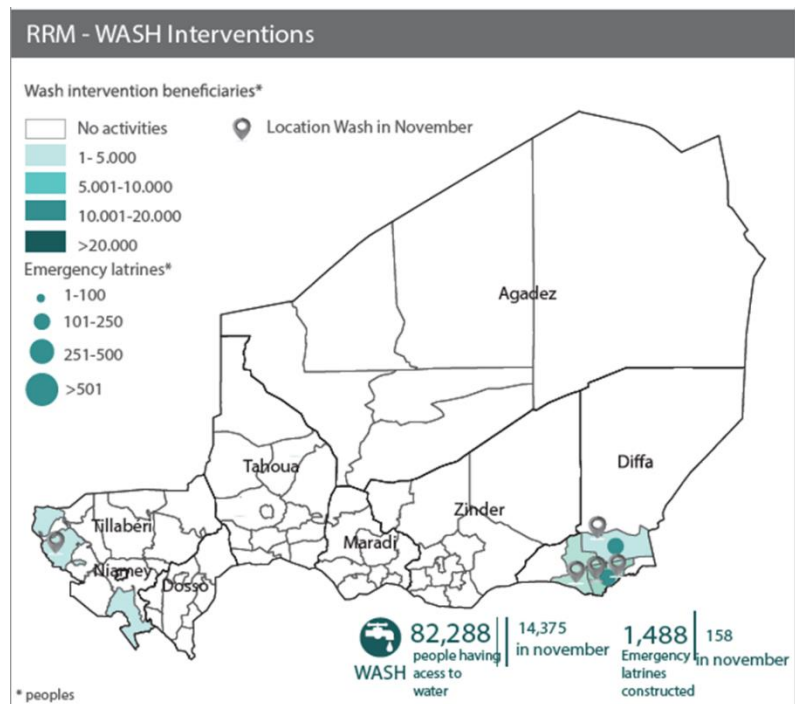 RRM - WASH Interventions
Wash intervention beneficiaries*
No activities
Location Wash in November
1- 5.000
5.001-10.000
10.001-20.000
>20.000
Emergency latrines*
1-100
101-250
251-500
>501
Agadez
Diffa
Tahoua
Zinder
Tillabéri
Maradi
Niamey
Dosso
WASH
82,288
people having
acess to
water
14,375
in november
1,488
Emergency
latrines
constructed
158
in november
* peoples